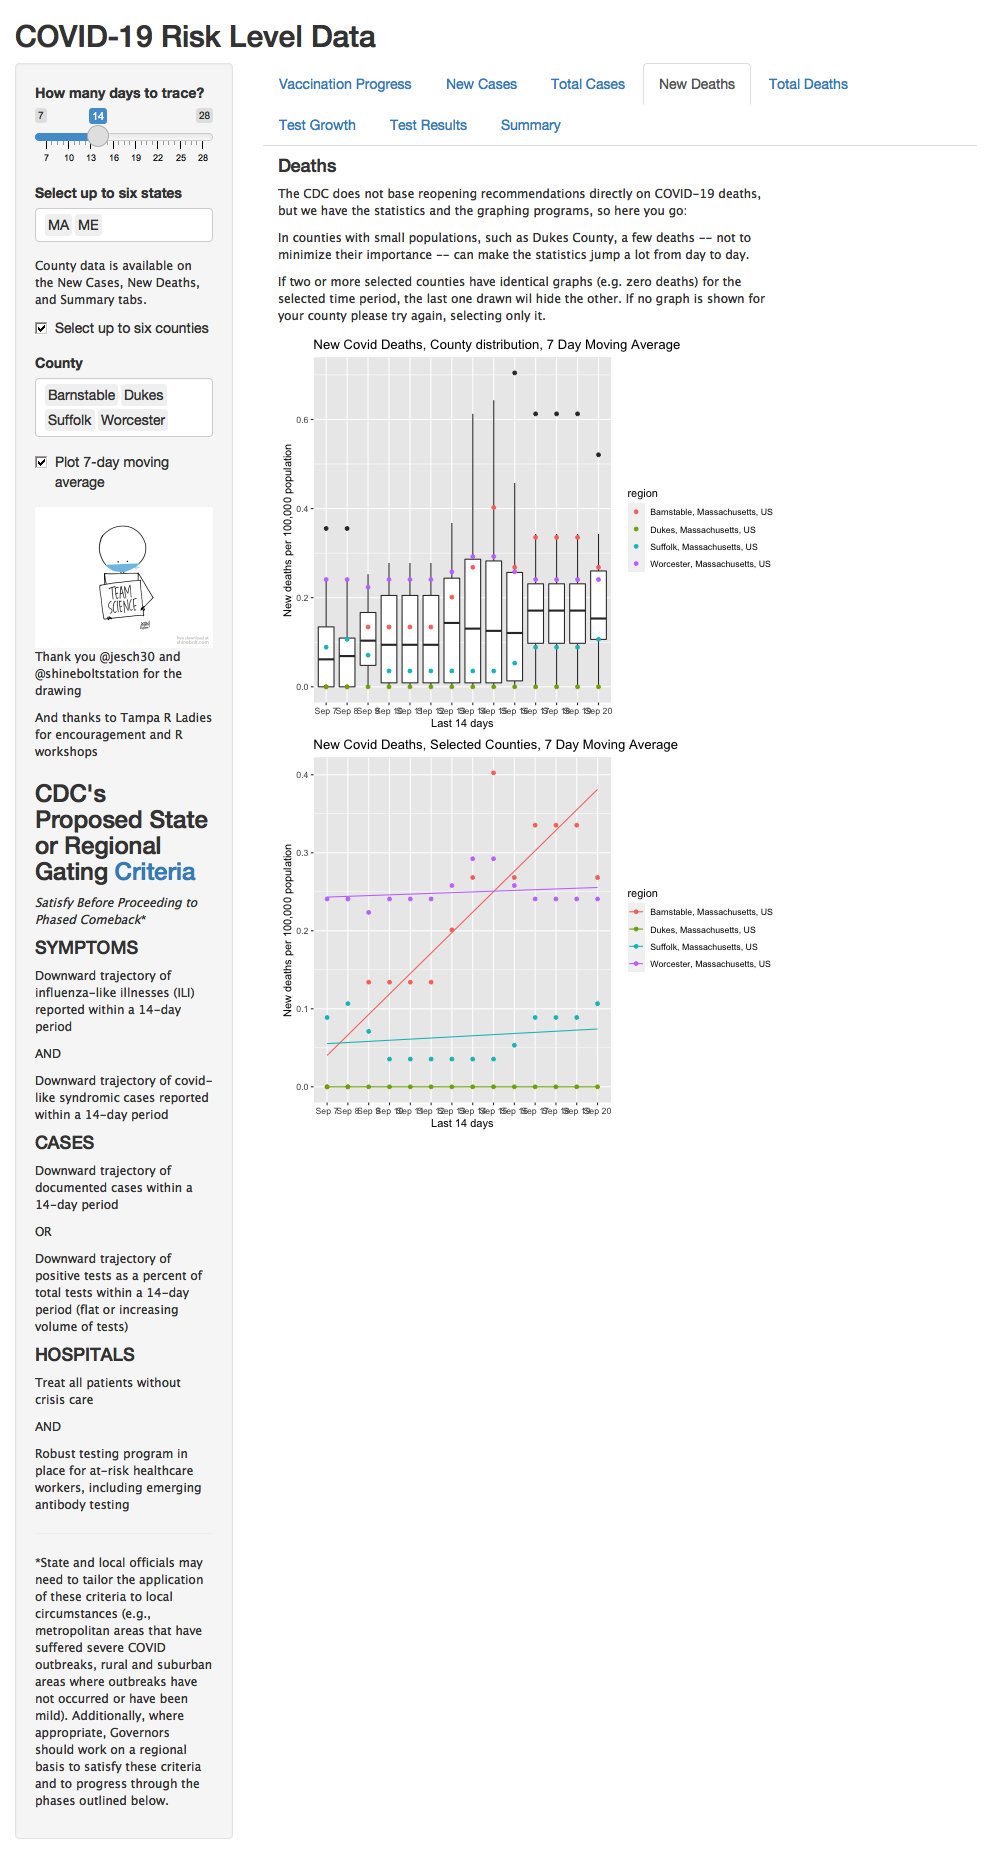 COVID-19 Risk Level Data
How many days to trace?
7 14 28
7 10 13 16 19 22 25 28
Select up to six states
MA ME
County data is available on
the New Cases, New Deaths,
and Summary tabs.
Select up to six counties
County
Barnstable Dukes
Suffolk Worcester
Plot 7-day moving
average
TEAM
SCIENCE
Thank you @jesch30 and
@shineboltstation for the
drawing
And thanks to Tampa R Ladies
for encouragement and R
workshops
CDC's
Proposed State
or Regional
Gating Criteria
Satisfy Before Proceeding to
Phased Comeback*
SYMPTOMS
Downward trajectory of
influenza-like illnesses (ILI)
reported within a 14-day
period
AND
Downward trajectory of covid-
like syndromic cases reported
within a 14-day period
CASES
Downward trajectory of
documented cases within a
14-day period
OR
Downward trajectory of
positive tests as a percent of
total tests within a 14-day
period (flat or increasing
volume of tests)
HOSPITALS
Treat all patients without
crisis care
AND
Robust testing program in
place for at-risk healthcare
workers, including emerging
antibody testing
*State and local officials may
need to tailor the application
of these criteria to local
circumstances (e.g.,
metropolitan areas that have
suffered severe COVID
outbreaks, rural and suburban
areas where outbreaks have
not occurred or have been
mild). Additionally, where
appropriate, Governors
should work on a regional
basis to satisfy these criteria
and to progress through the
phases outlined below.
Vaccination Progress New Cases Total Cases New Deaths Total Deaths
Test Growth Test Results Summary
Deaths
The CDC does not base reopening recommendations directly on COVID-19 deaths,
but we have the statistics and the graphing programs, so here you go:
In counties with small populations, such as Dukes County, a few deaths -- not to
minimize their importance -- can make the statistics jump a lot from day to day.
If two or more selected counties have identical graphs (e.g. zero deaths) for the
selected time period, the last one drawn wil hide the other. If no graph is shown for
your county please try again, selecting only it.
New Covid Deaths, County distribution, 7 Day Moving Average
New deaths per 100,000 population
0.6
0.4
0.2
0.0
Sep 7 Sep 8 Sep 9 Sep 20
Last 14 days
region
Barnstable, Massachusetts, US
Dukes, Massachusetts, US
Suffolk, Massachusetts, US
Worcester, Massachusetts, US
New Covid Deaths, Selected Counties, 7 Day Moving Average
New deaths per 100,000 population
0.4
0.3
0.2
0.1
0.0
Sep 7 Sep 8 Sep 9 Sep 20
Last 14 days
region
Barnstable, Massachusetts, US
Dukes, Massachusetts, US
Suffolk, Massachusetts, US
Worcester, Massachusetts, US